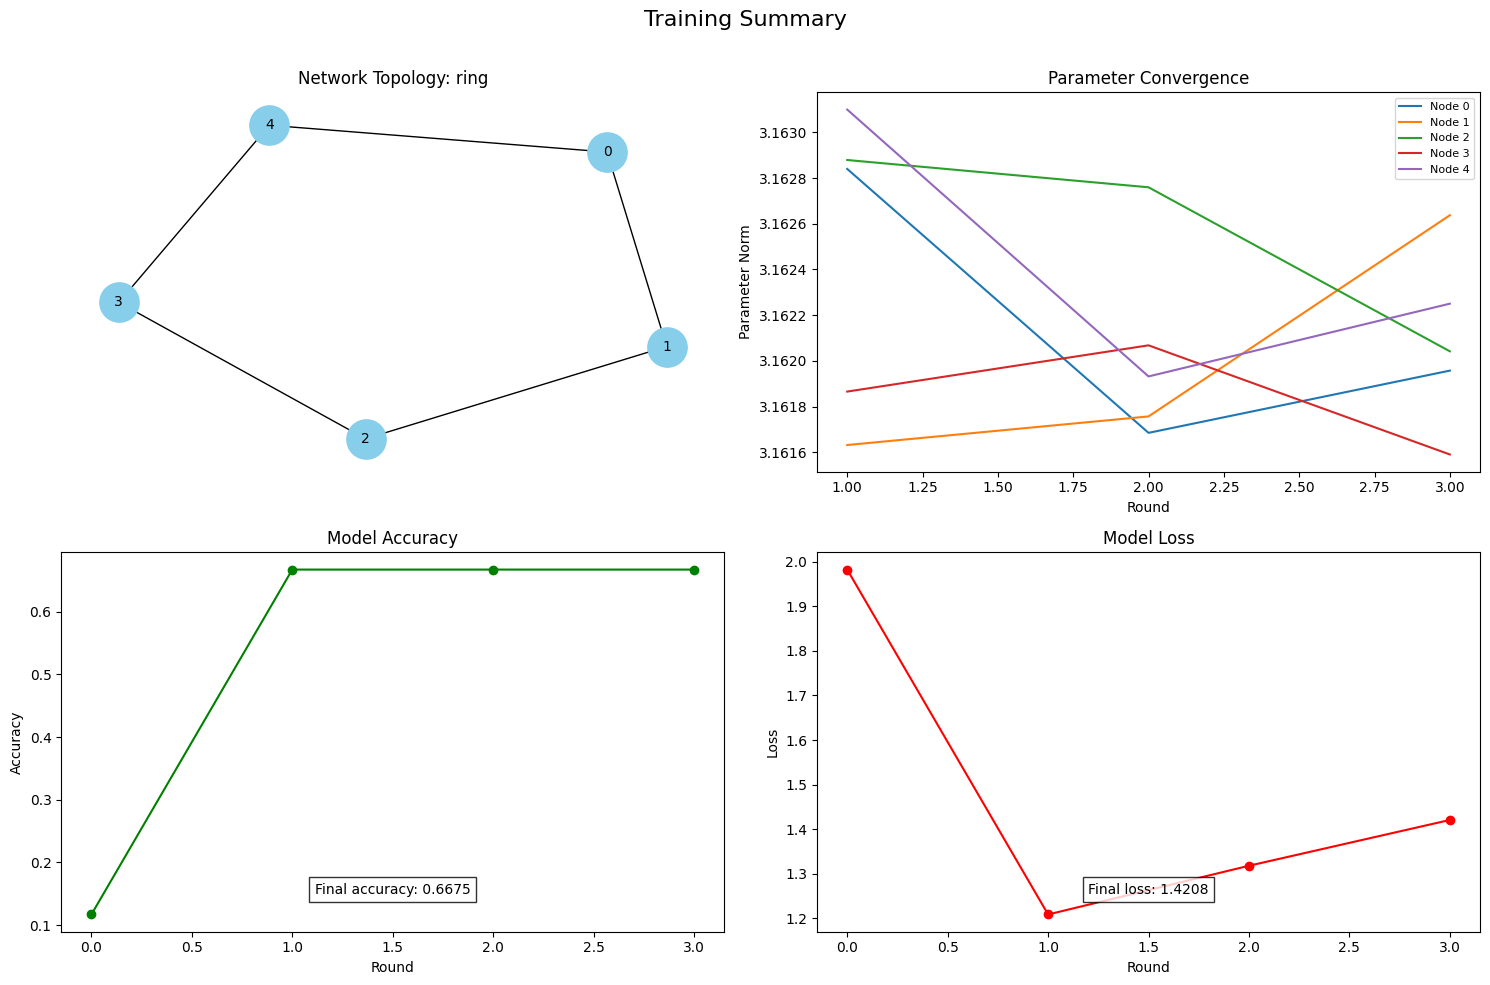 Training Summary
Network Topology: ring
4
0
3
1
2
Parameter Convergence
Node 0
Node 1
Node 2
Node 3
Node 4
3.1630
3.1628
3.1626
3.1624
3.1622
3.1620
3.1618
3.1616
Parameter Norm
1.00 1.25 1.50 1.75 2.00 2.25 2.50 2.75 3.00
Round
Model Accuracy
0.6
0.5
0.4
0.3
0.2
0.1
Accuracy
Final accuracy: 0.6675
0.0 0.5 1.0 1.5 2.0 2.5 3.0
Round
Model Loss
2.0
1.9
1.8
1.7
1.6
1.5
1.4
1.3
1.2
Loss
Final loss: 1.4208
0.0 0.5 1.0 1.5 2.0 2.5 3.0
Round